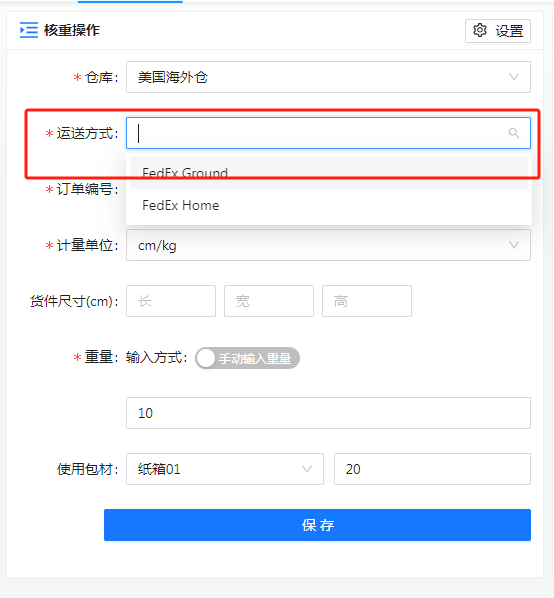 核重操作 设置
* 仓库: 美国海外仓
* 运送方式:
FedEx Ground
* 订单编号
FedEx Home
* 计量单位: cm/kg
货件尺寸(cm): 长 宽 高
* 重量: 输入方式: 手动输入重量
10
使用包材: 纸箱01 20
保存